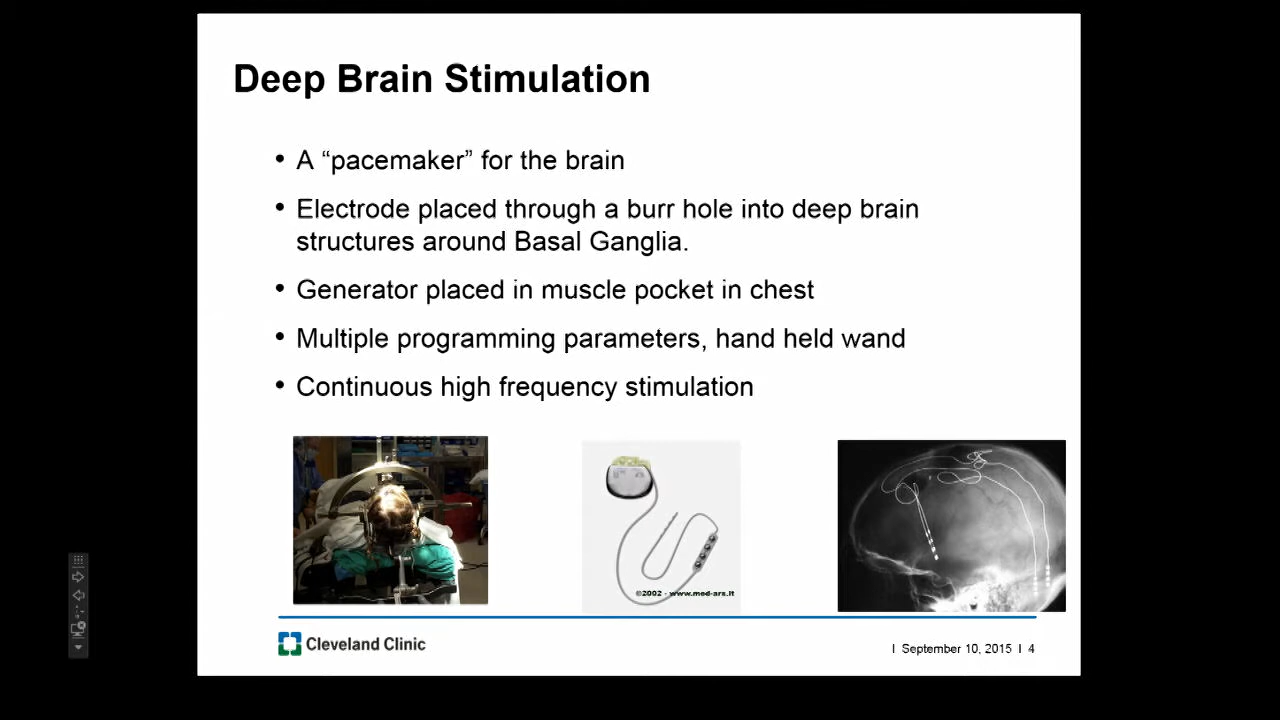 Deep Brain Stimulation
• A “pacemaker” for the brain
• Electrode placed through a burr hole into deep brain
structures around Basal Ganglia.
• Generator placed in muscle pocket in chest
• Multiple programming parameters, hand held wand
• Continuous high frequency stimulation
©2002 - www.med-ars.it
Cleveland Clinic
l September 10, 2015 l 4